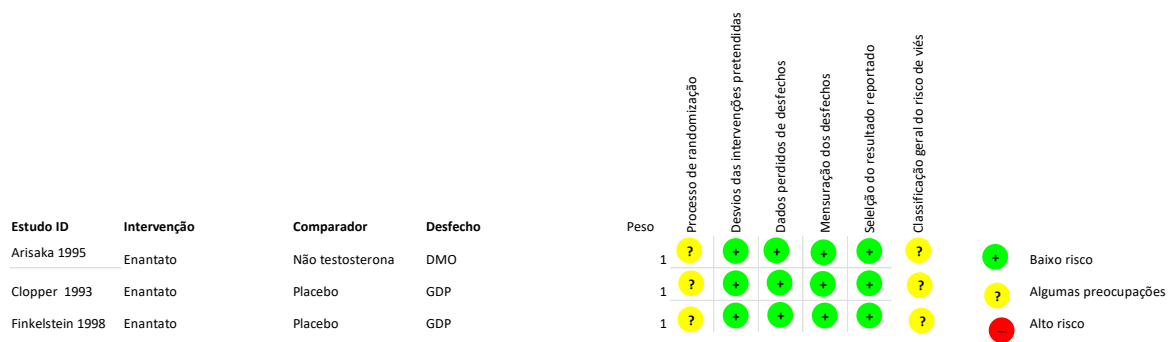 Processo de randomização
Desvios das intervenções pretendidas
Dados perdidos de desfechos
Mensuração dos desfechos
Selelção do resultado reportado
Classificação geral do risco de viés
Estudo ID Intervenção Comparador Desfecho Peso
Arisaka 1995 Enantato Não testosterona DMO 1 ? + + + + ?
Clopper 1993 Enantato Placebo GDP 1 ? + + + + ?
Finkelstein 1998 Enantato Placebo GDP 1 ? + + + + ?
+ Baixo risco
? Algumas preocupações
— Alto risco